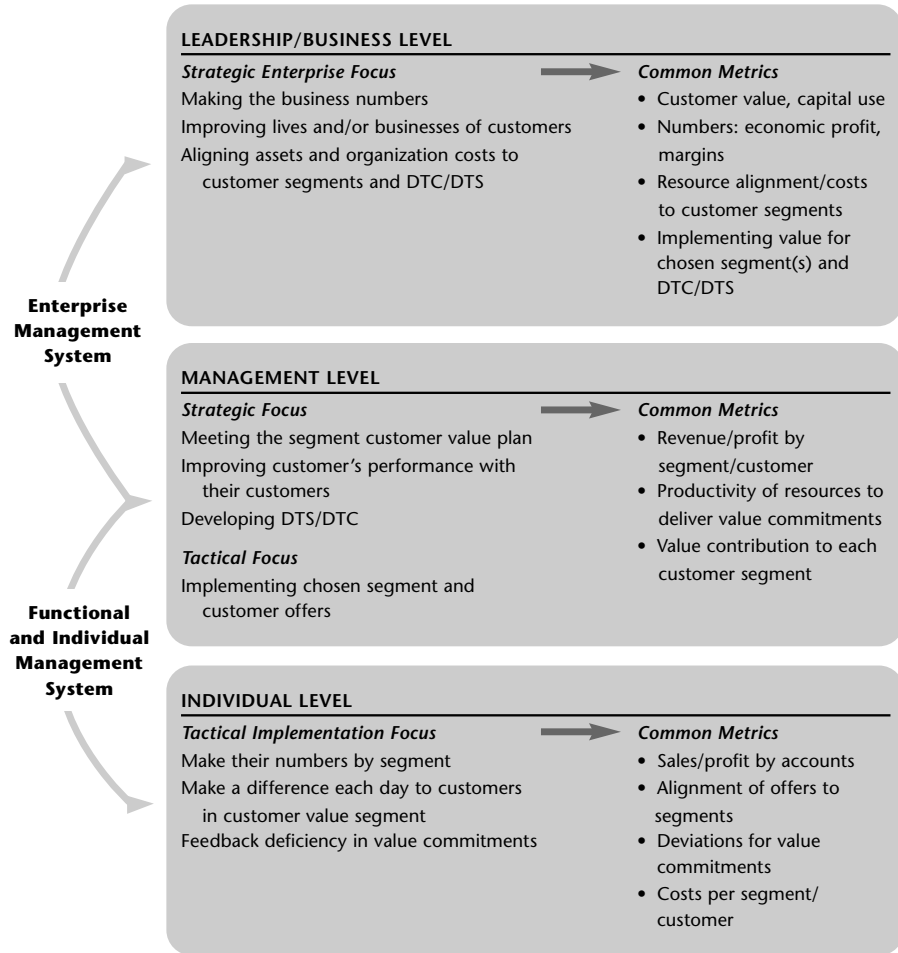 LEADERSHIP/BUSINESS LEVEL
Strategic Enterprise Focus
Making the business numbers
Improving lives and/or businesses of customers
Aligning assets and organization costs to
customer segments and DTC/DTS
Common Metrics
• Customer value, capital use
• Numbers: economic profit,
margins
• Resource alignment/costs
to customer segments
• Implementing value for
chosen segment(s) and
DTC/DTS
Enterprise
Management
System
MANAGEMENT LEVEL
Strategic Focus
Meeting the segment customer value plan
Improving customer's performance with
their customers
Developing DTS/DTC
Tactical Focus
Implementing chosen segment and
customer offers
Common Metrics
• Revenue/profit by
segment/customer
• Productivity of resources to
deliver value commitments
• Value contribution to each
customer segment
Functional
and Individual
Management
System
INDIVIDUAL LEVEL
Tactical Implementation Focus
Make their numbers by segment
Make a difference each day to customers
in customer value segment
Feedback deficiency in value commitments
Common Metrics
• Sales/profit by accounts
• Alignment of offers to
segments
• Deviations for value
commitments
• Costs per segment/
customer